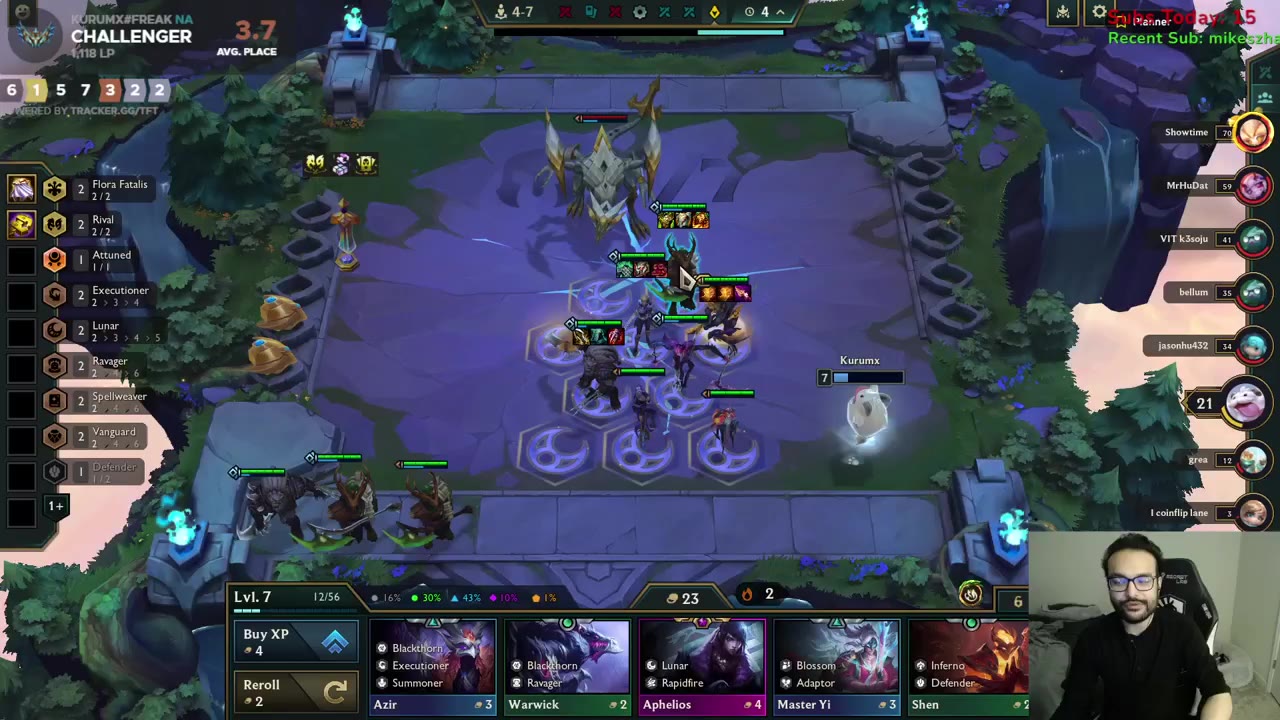 KURUMX#FREAK NA
CHALLENGER
1,118 LP
3.7
AVG. PLACE
6 1 5 7 3 2 2
WERED BY TRACKER.GG/TFT
4-7
4
Planner
Subs Today: 15
Recent Sub: mikeszha
Showtime 70
MrHuDat 59
VIT k3soju 41
bellum 35
jasonhu432 34
21
grea 12
I coinflip lane 3
2 Flora Fatalis
2 / 2
2 Rival
2 / 2
1 Attuned
1 / 1
2 Executioner
2 > 3 > 4
2 Lunar
2 > 3 > 4 > 5
2 Ravager
2 > 4 > 6
2 Spellweaver
2 > 4 > 6
2 Vanguard
2 > 4 > 6
1 Defender
1 / 2
1+
Kurumx
7
Lvl. 7 12/56
16% 30% 43% 10% 1%
23
2
6
Buy XP
4
Reroll
2
Blackthorn
Executioner
Summoner
Azir 3
Blackthorn
Ravager
Warwick 2
Lunar
Rapidfire
Aphelios 4
Blossom
Adaptor
Master Yi 3
Inferno
Defender
Shen 2